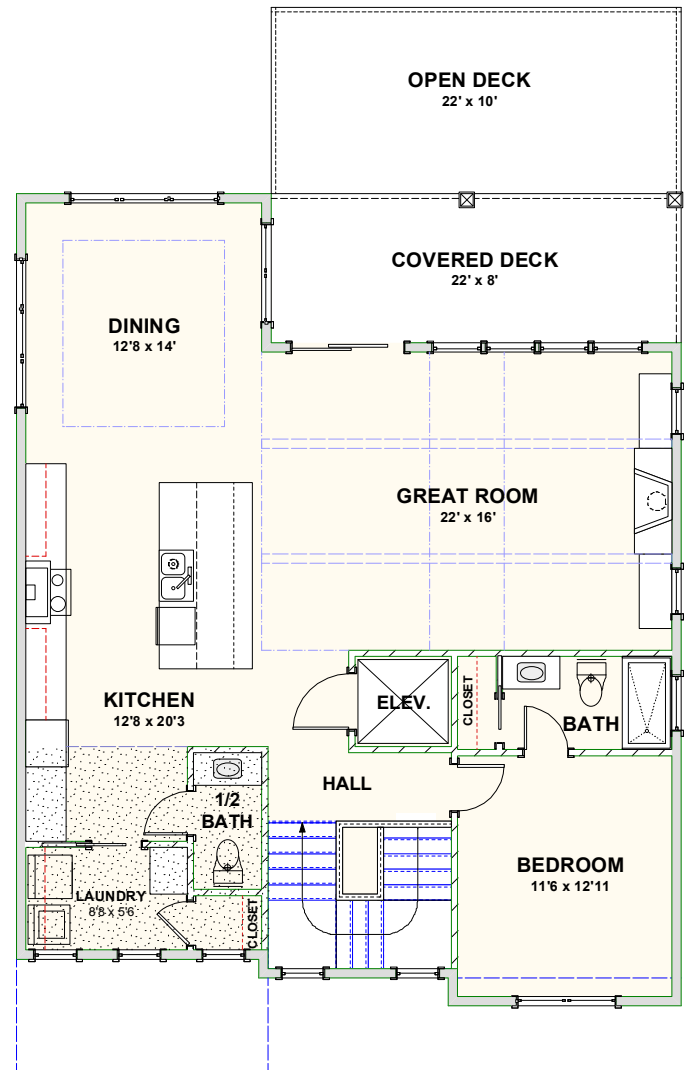 OPEN DECK
22' x 10'
COVERED DECK
22' x 8'
DINING
12'8 x 14'
GREAT ROOM
22' x 16'
KITCHEN
12'8 x 20'3
ELEV.
CLOSET
BATH
HALL
1/2
BATH
BEDROOM
11'6 x 12'11
LAUNDRY
8'8 x 5'6
CLOSET